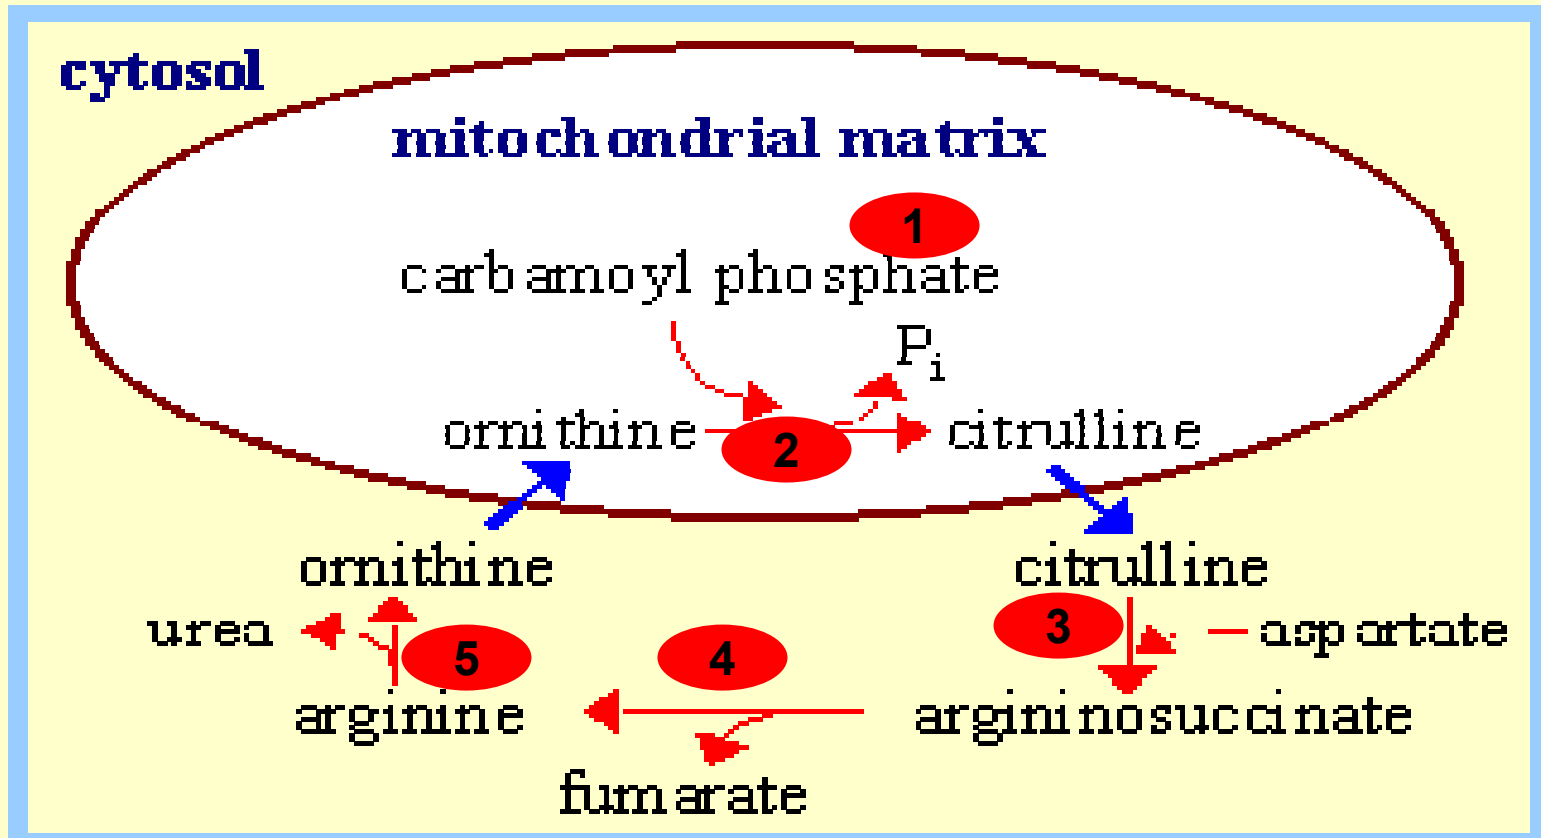 cytosol
mitochondrial matrix
1
carbamoyl phosphate
Pi
ornithine
2
citrulline
ornithine
citrulline
urea
5
4
3
aspartate
arginine
argininosuccinate
fumarate